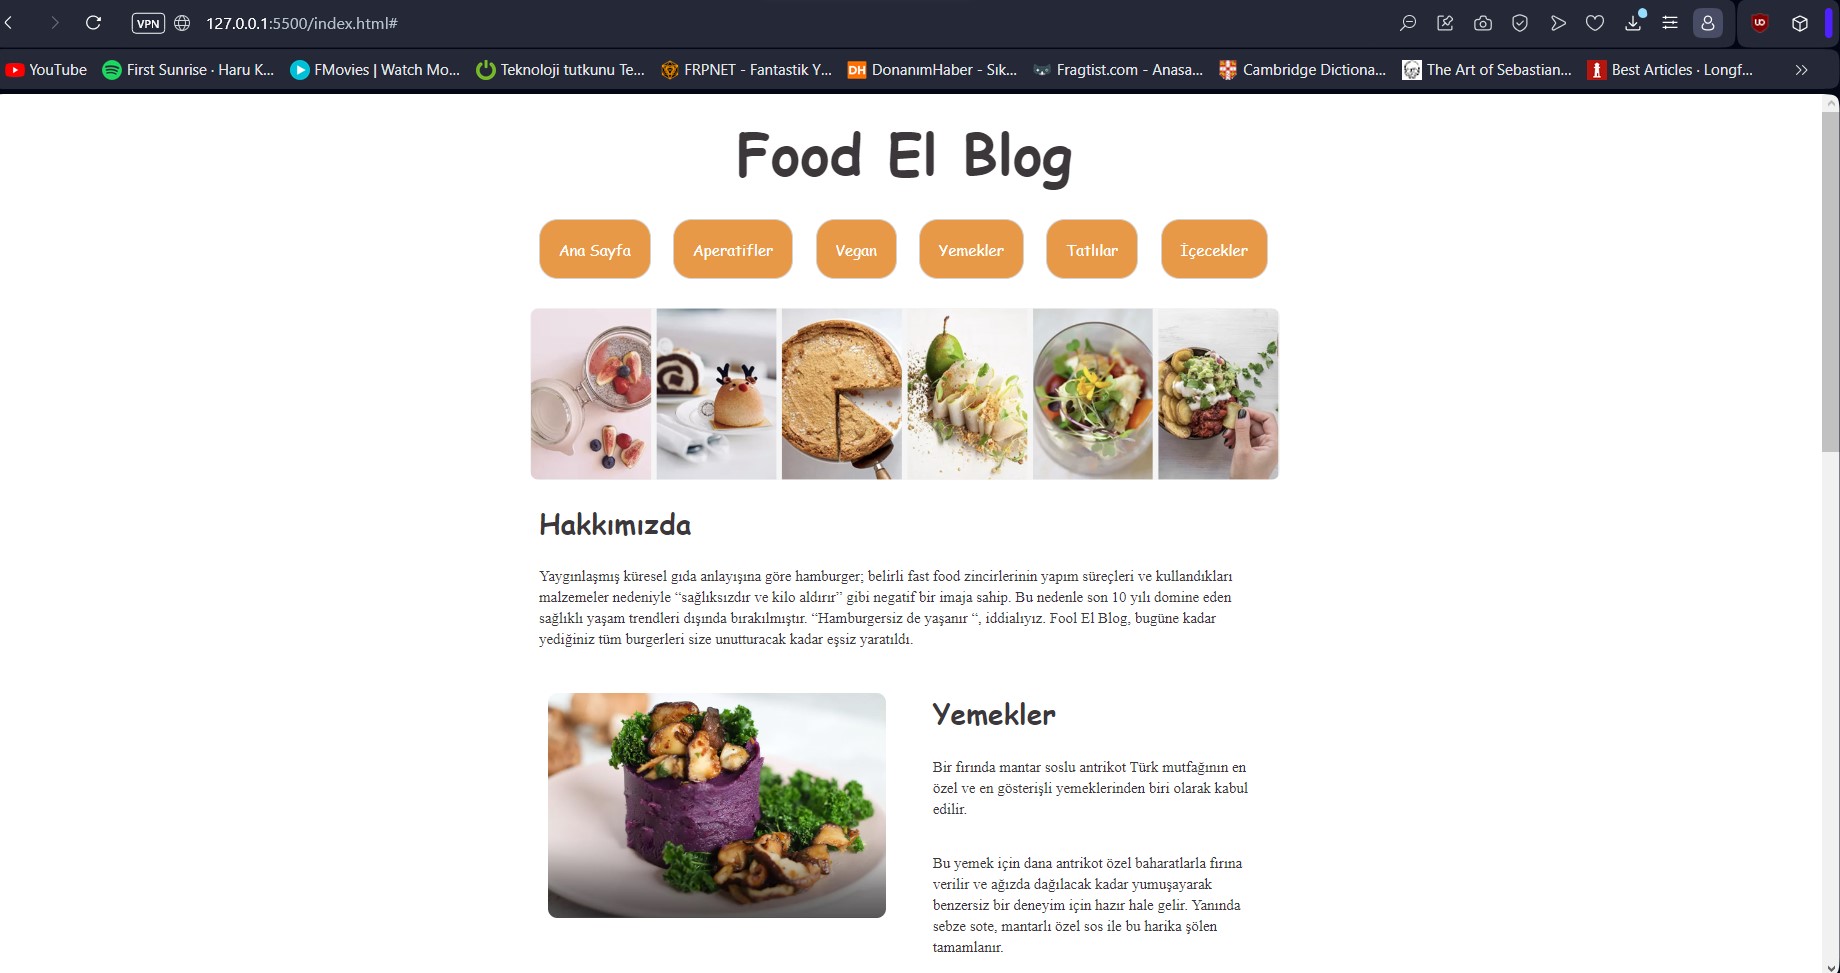 VPN 127.0.0.1:5500/index.html#
YouTube First Sunrise · Haru K... FMovies | Watch Mo... Teknoloji tutkunu Te... FRPNET - Fantastik Y... DH DonanımHaber - Sık... Fragtist.com - Anasa... Cambridge Dictiona... The Art of Sebastian... Best Articles · Longf...
Food El Blog
Ana Sayfa Aperatifler Vegan Yemekler Tatlılar İçecekler
Hakkımızda
Yaygınlaşmış küresel gıda anlayışına göre hamburger; belirli fast food zincirlerinin yapım süreçleri ve kullandıkları
malzemeler nedeniyle “sağlıksızdır ve kilo aldırır” gibi negatif bir imaja sahip. Bu nedenle son 10 yılı domine eden
sağlıklı yaşam trendleri dışında bırakılmıştır. “Hamburgersiz de yaşanır “, iddialıyız. Fool El Blog, bugüne kadar
yediğiniz tüm burgerleri size unutturacak kadar eşsiz yaratıldı.
Yemekler
Bir fırında mantar soslu antrikot Türk mutfağının en
özel ve en gösterişli yemeklerinden biri olarak kabul
edilir.
Bu yemek için dana antrikot özel baharatlarla fırına
verilir ve ağızda dağılacak kadar yumuşayarak
benzersiz bir deneyim için hazır hale gelir. Yanında
sebze sote, mantarlı özel sos ile bu harika şölen
tamamlanır.